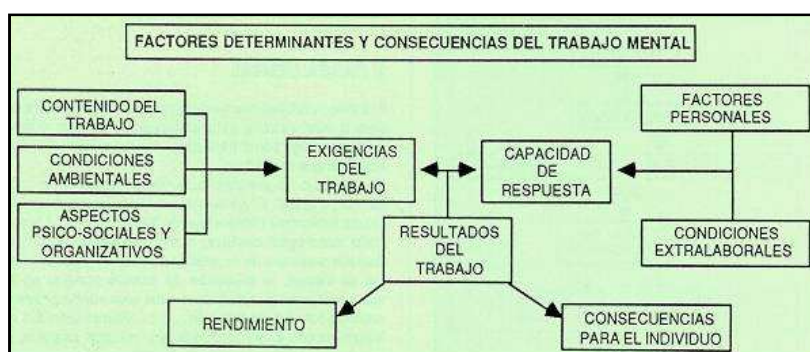 FACTORES DETERMINANTES Y CONSECUENCIAS DEL TRABAJO MENTAL
CONTENIDO DEL
TRABAJO
CONDICIONES
AMBIENTALES
ASPECTOS
PSICO-SOCIALES Y
ORGANIZATIVOS
EXIGENCIAS
DEL
TRABAJO
CAPACIDAD
DE
RESPUESTA
FACTORES
PERSONALES
CONDICIONES
EXTRALABORALES
RESULTADOS
DEL
TRABAJO
RENDIMIENTO
CONSECUENCIAS
PARA EL INDIVIDUO